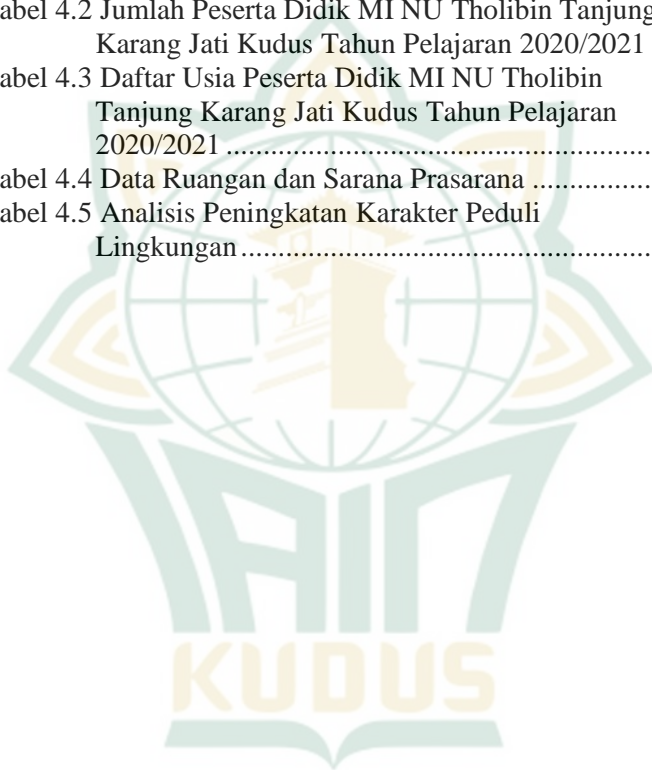 abel 4.2 Jumlah Peserta Didik MI NU Tholibin Tanjung
Karang Jati Kudus Tahun Pelajaran 2020/2021
abel 4.3 Daftar Usia Peserta Didik MI NU Tholibin
Tanjung Karang Jati Kudus Tahun Pelajaran
2020/2021 ........................................................
abel 4.4 Data Ruangan dan Sarana Prasarana ................
abel 4.5 Analisis Peningkatan Karakter Peduli
Lingkungan ......................................................
IAIN
KUDUS